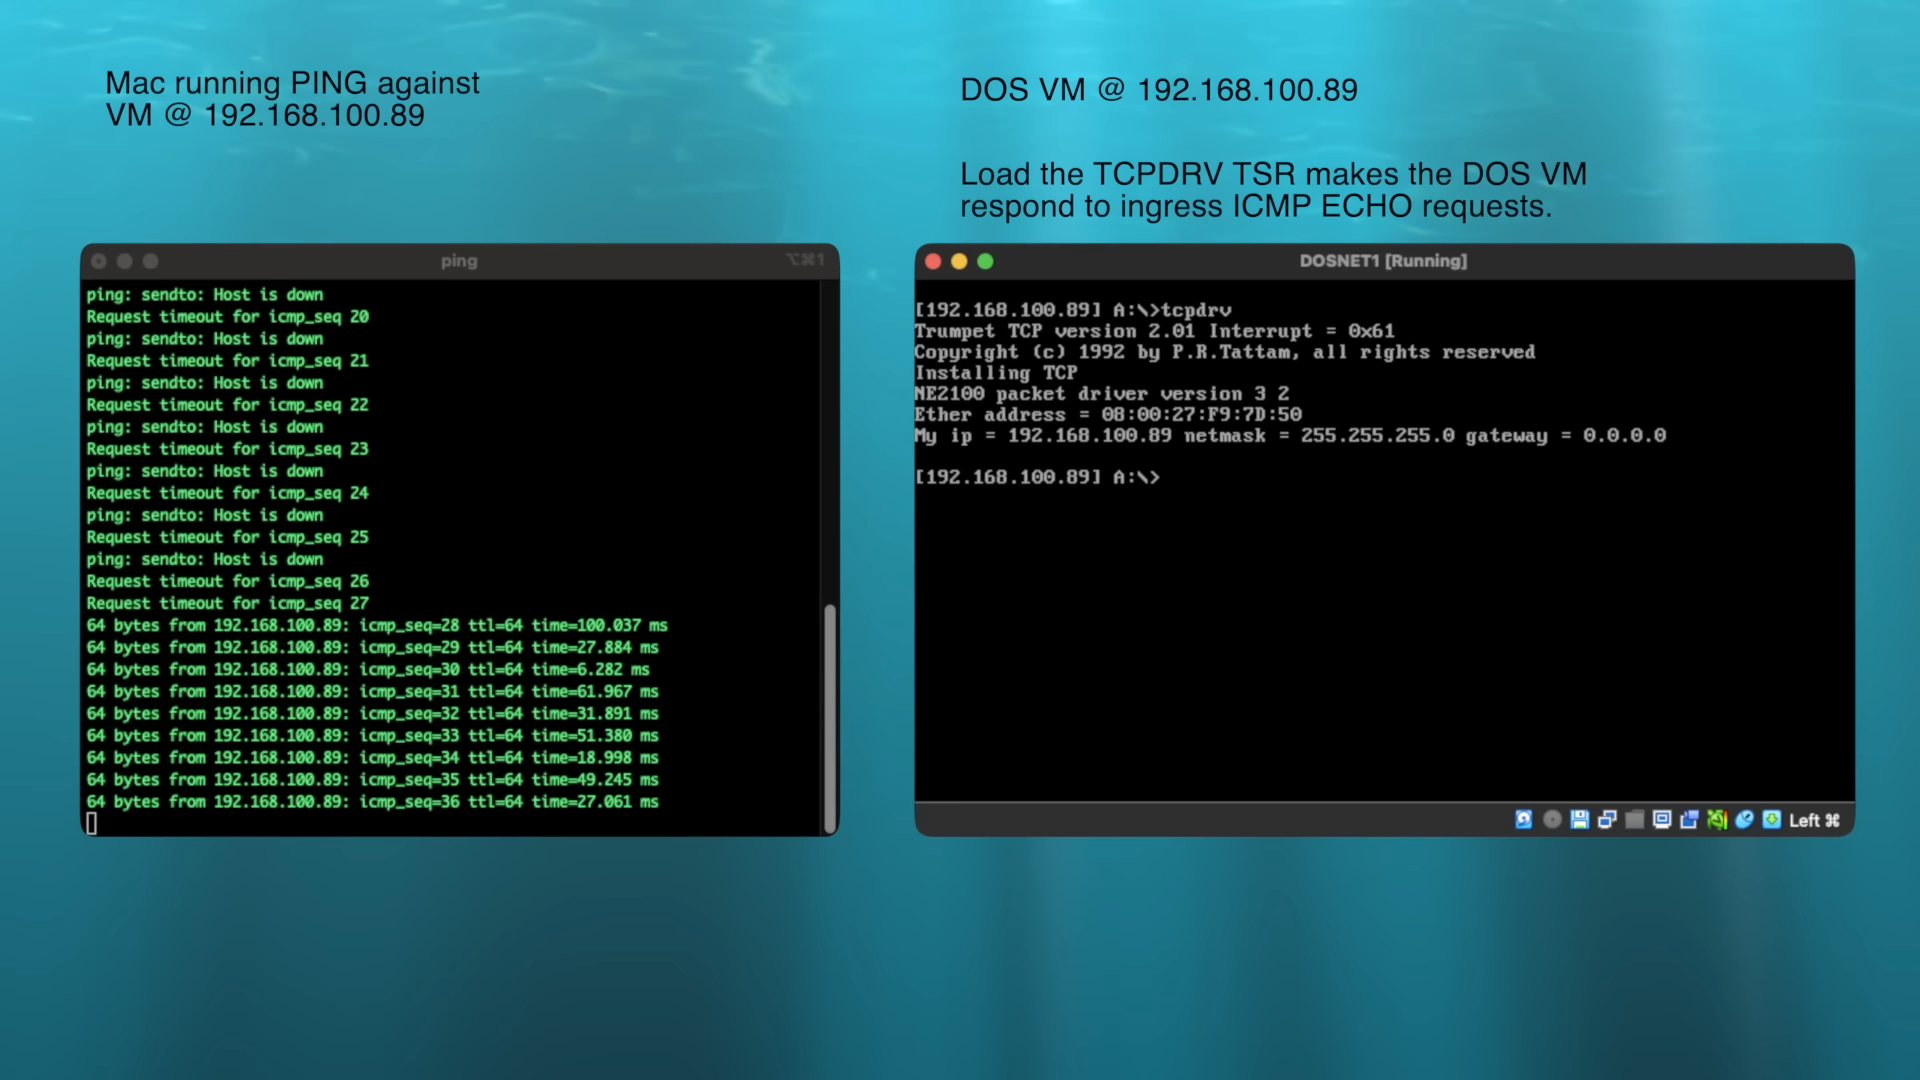 Mac running PING against
VM @ 192.168.100.89
DOS VM @ 192.168.100.89
Load the TCPDRV TSR makes the DOS VM
respond to ingress ICMP ECHO requests.
ping
⌥⌘1
ping: sendto: Host is down
Request timeout for icmp_seq 20
ping: sendto: Host is down
Request timeout for icmp_seq 21
ping: sendto: Host is down
Request timeout for icmp_seq 22
ping: sendto: Host is down
Request timeout for icmp_seq 23
ping: sendto: Host is down
Request timeout for icmp_seq 24
ping: sendto: Host is down
Request timeout for icmp_seq 25
ping: sendto: Host is down
Request timeout for icmp_seq 26
Request timeout for icmp_seq 27
64 bytes from 192.168.100.89: icmp_seq=28 ttl=64 time=100.037 ms
64 bytes from 192.168.100.89: icmp_seq=29 ttl=64 time=27.884 ms
64 bytes from 192.168.100.89: icmp_seq=30 ttl=64 time=6.282 ms
64 bytes from 192.168.100.89: icmp_seq=31 ttl=64 time=61.967 ms
64 bytes from 192.168.100.89: icmp_seq=32 ttl=64 time=31.891 ms
64 bytes from 192.168.100.89: icmp_seq=33 ttl=64 time=51.380 ms
64 bytes from 192.168.100.89: icmp_seq=34 ttl=64 time=18.998 ms
64 bytes from 192.168.100.89: icmp_seq=35 ttl=64 time=49.245 ms
64 bytes from 192.168.100.89: icmp_seq=36 ttl=64 time=27.061 ms
DOSNET1 [Running]
[192.168.100.89] A:\>tcpdrv
Trumpet TCP version 2.01 Interrupt = 0x61
Copyright (c) 1992 by P.R.Tattam, all rights reserved
Installing TCP
NE2100 packet driver version 3 2
Ether address = 08:00:27:F9:7D:50
My ip = 192.168.100.89 netmask = 255.255.255.0 gateway = 0.0.0.0
[192.168.100.89] A:\>
Left ⌘